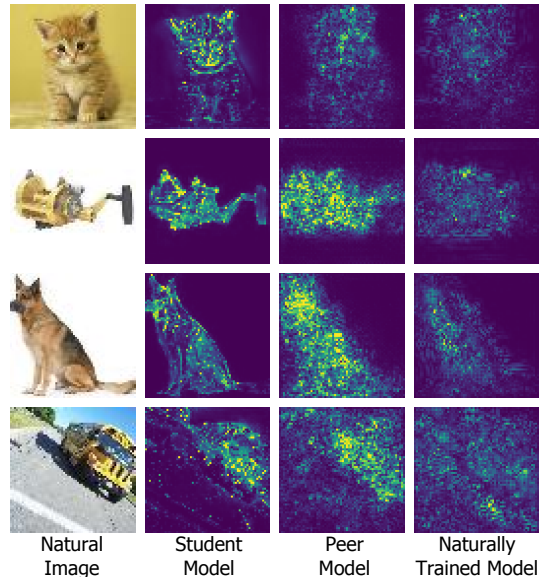 Natural Image
Student Model
Peer Model
Naturally Trained Model